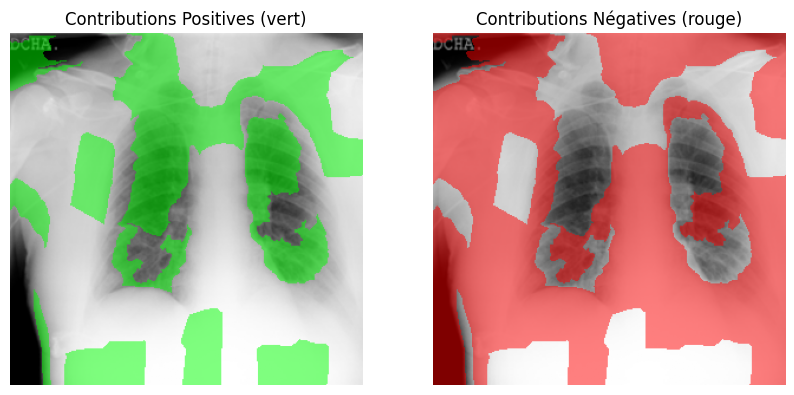 Contributions Positives (vert)
Contributions Négatives (rouge)
DCHA.
DCHA.